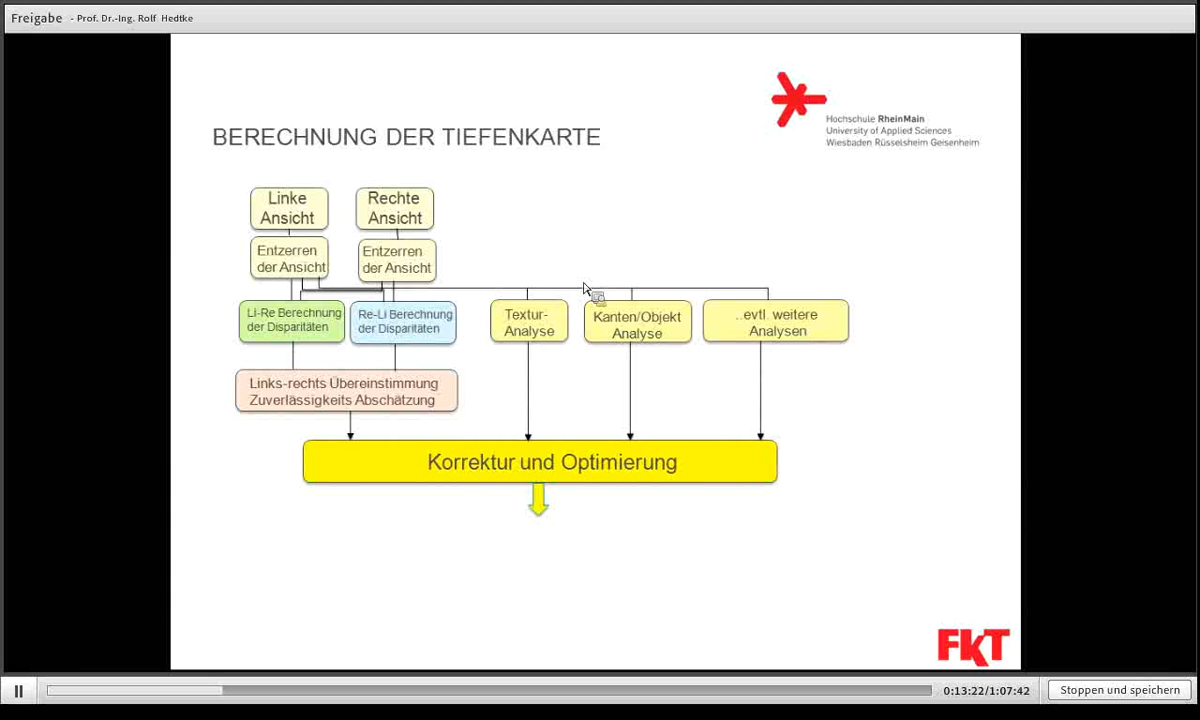 Freigabe - Prof. Dr.-Ing. Rolf Hedtke
Hochschule RheinMain
University of Applied Sciences
Wiesbaden Rüsselsheim Geisenheim
BERECHNUNG DER TIEFENKARTE
Linke
Ansicht
Rechte
Ansicht
Entzerren
der Ansicht
Entzerren
der Ansicht
Li-Re Berechnung
der Disparitäten
Re-Li Berechnung
der Disparitäten
Textur-
Analyse
Kanten/Objekt
Analyse
..evtl. weitere
Analysen
Links-rechts Übereinstimmung
Zuverlässigkeits Abschätzung
Korrektur und Optimierung
FKT
0:13:22/1:07:42
Stoppen und speichern